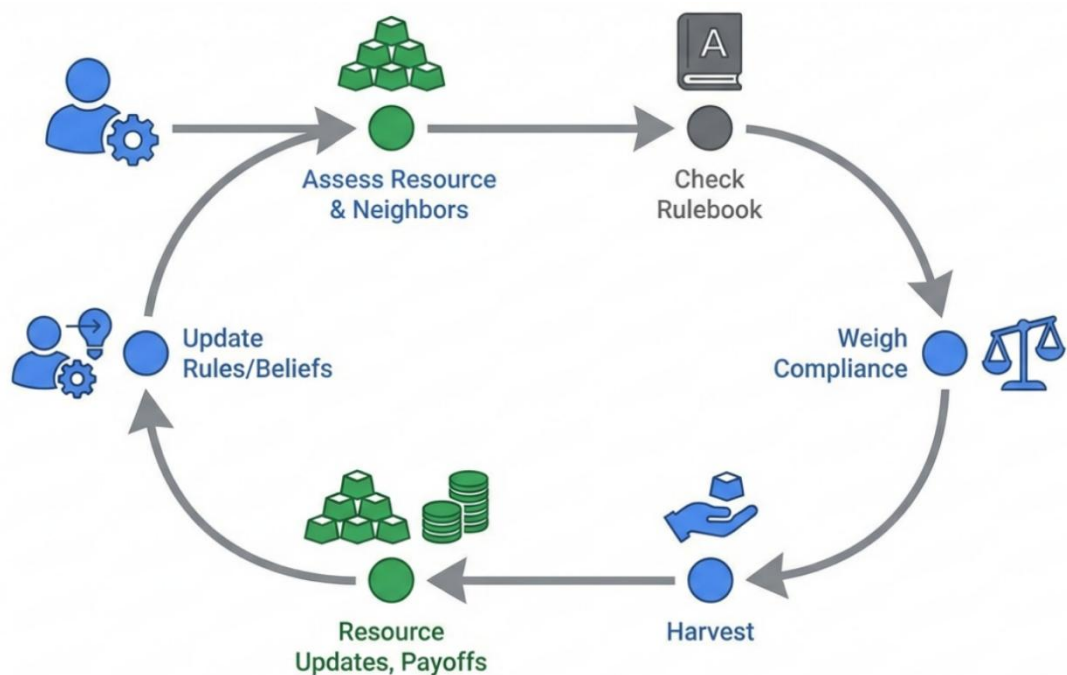 A
Assess Resource
& Neighbors
Check
Rulebook
Weigh
Compliance
Update
Rules/Beliefs
Harvest
Resource
Updates, Payoffs